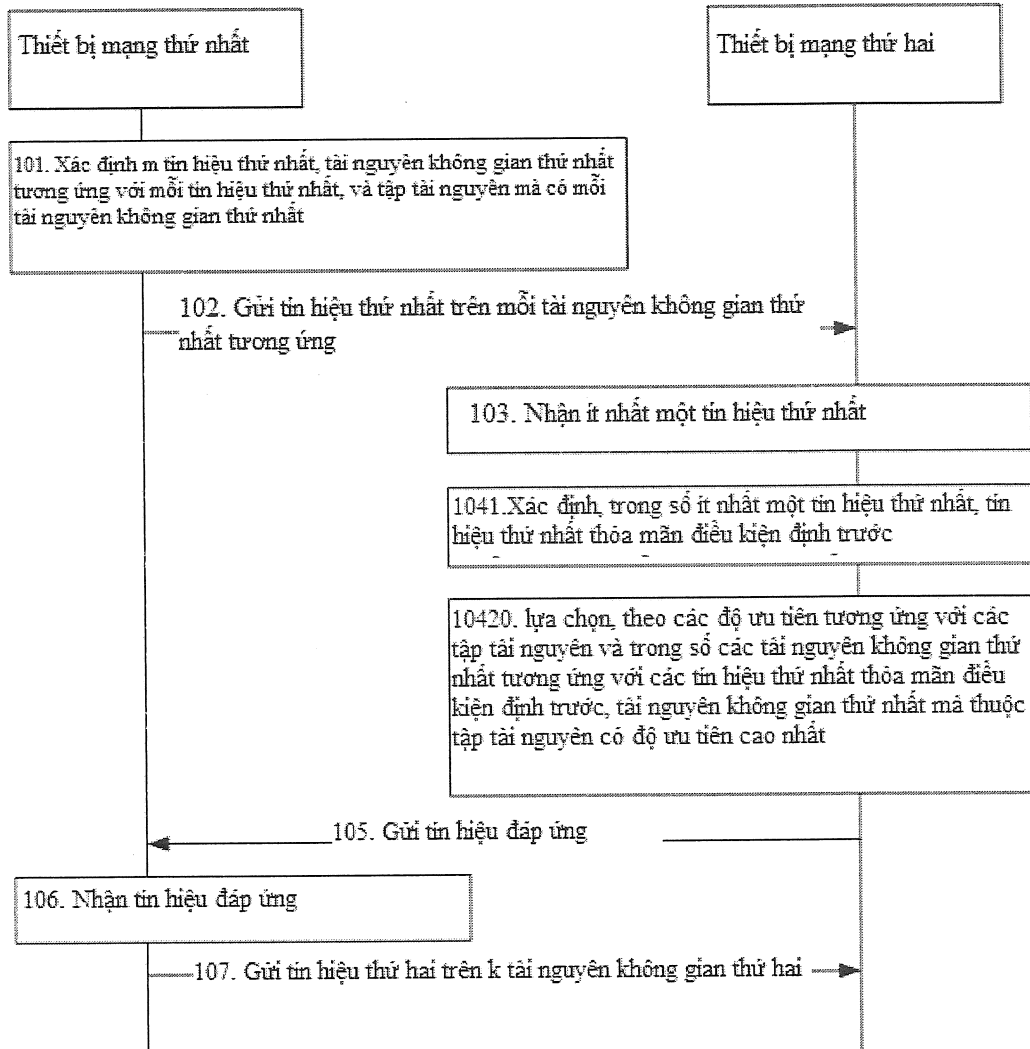 Thiết bị mạng thứ nhất
Thiết bị mạng thứ hai
101. Xác định m tín hiệu thứ nhất, tài nguyên không gian thứ nhất
tương ứng với mỗi tín hiệu thứ nhất, và tập tài nguyên mà có mỗi
tài nguyên không gian thứ nhất
102. Gửi tín hiệu thứ nhất trên mỗi tài nguyên không gian thứ
nhất tương ứng
103. Nhận ít nhất một tín hiệu thứ nhất
1041.Xác định, trong số ít nhất một tín hiệu thứ nhất, tín
hiệu thứ nhất thỏa mãn điều kiện định trước
10420. lựa chọn, theo các độ ưu tiên tương ứng với các
tập tài nguyên và trong số các tài nguyên không gian thứ
nhất tương ứng với các tín hiệu thứ nhất thỏa mãn điều
kiện định trước, tài nguyên không gian thứ nhất mà thuộc
tập tài nguyên có độ ưu tiên cao nhất
105. Gửi tín hiệu đáp ứng
106. Nhận tín hiệu đáp ứng
107. Gửi tín hiệu thứ hai trên k tài nguyên không gian thứ hai